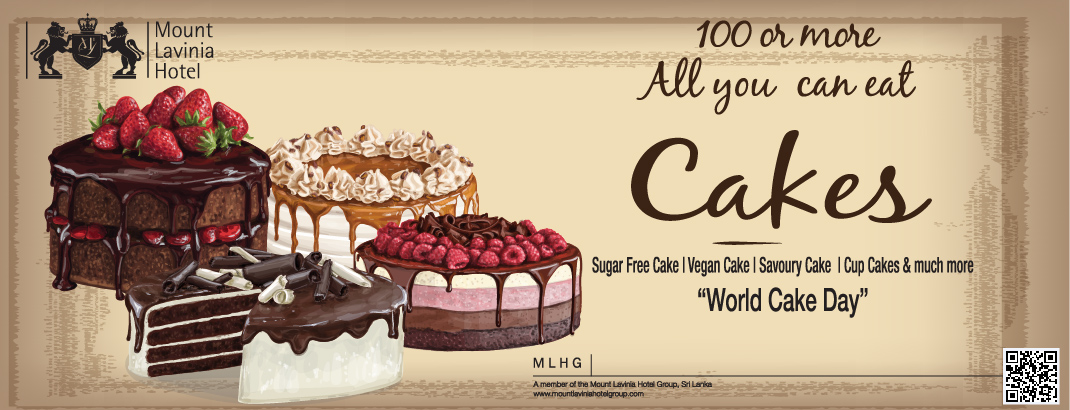 Mount
Lavinia
Hotel
100 or more
All you can eat
Cakes
Sugar Free Cake | Vegan Cake | Savoury Cake | Cup Cakes & much more
“World Cake Day”
MLHG
A member of the Mount Lavinia Hotel Group, Sri Lanka
www.mountlaviniahotelgroup.com